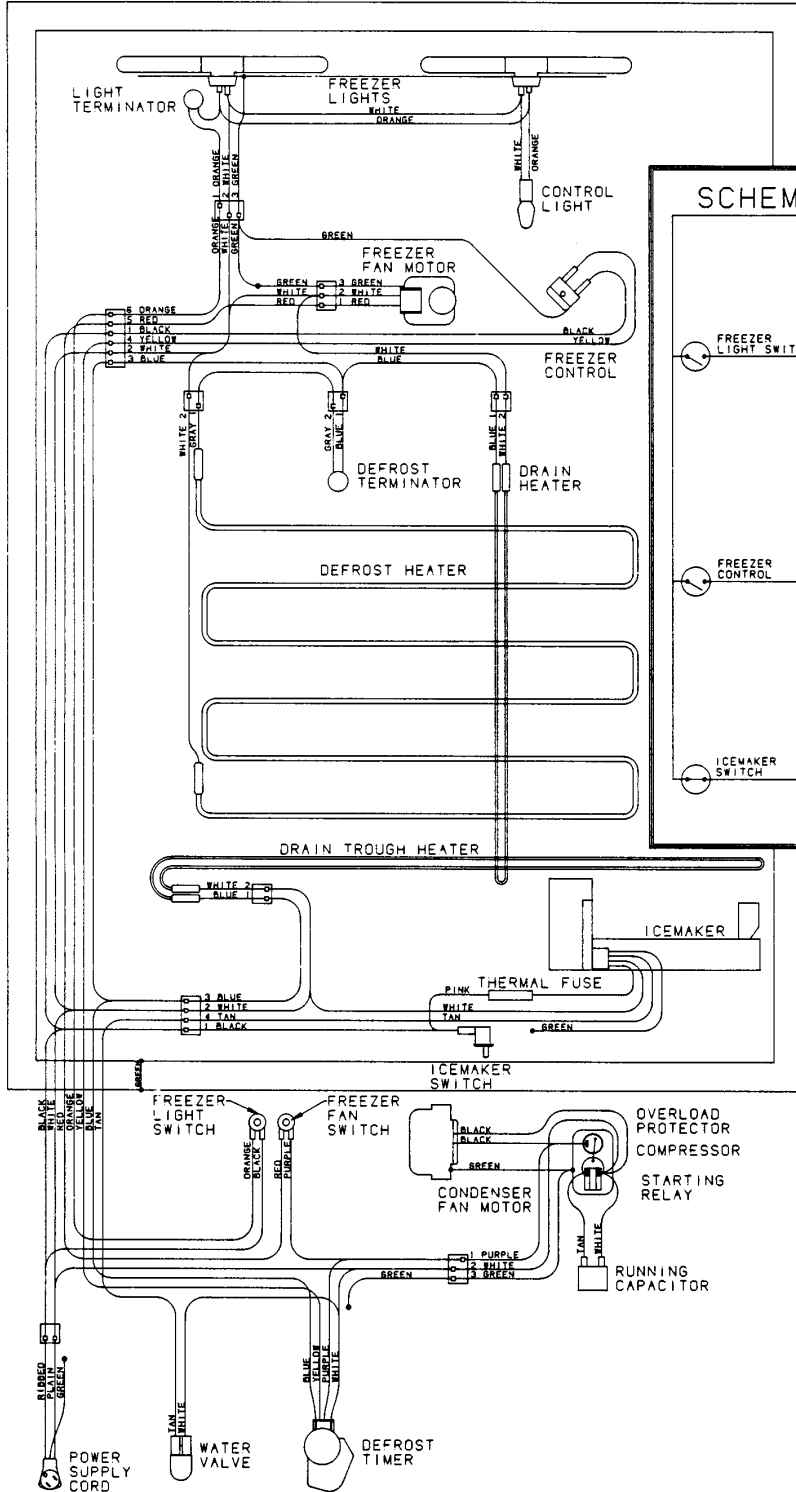 LIGHT
TERMINATOR
FREEZER
LIGHTS
WHITE
ORANGE
WHITE
ORANGE
CONTROL
LIGHT
ORANGE
WHITE
GREEN
1 2 3
ORANGE
WHITE
GREEN
GREEN
FREEZER
FAN MOTOR
GREEN 3 GREEN
WHITE 2 WHITE
RED 1 RED
6 ORANGE
5 RED
1 BLACK
4 YELLOW
2 WHITE
3 BLUE
BLACK
YELLOW
FREEZER
CONTROL
WHITE
BLUE
WHITE 2
GRAY 1
GRAY 2
BLUE 1
BLUE 1
WHITE 2
DEFROST
TERMINATOR
DRAIN
HEATER
DEFROST HEATER
SCHEM
FREEZER
LIGHT SWIT
FREEZER
CONTROL
ICEMAKER
SWITCH
DRAIN TROUGH HEATER
WHITE 2
BLUE 1
ICEMAKER
PINK
THERMAL FUSE
3 BLUE
2 WHITE
4 TAN
1 BLACK
WHITE
TAN
GREEN
ICEMAKER
SWITCH
GREEN
BLACK
WHITE
RED
ORANGE
YELLOW
BLUE
TAN
FREEZER
LIGHT
SWITCH
FREEZER
FAN
SWITCH
ORANGE
BLACK
RED
PURPLE
BLACK
BLACK
GREEN
CONDENSER
FAN MOTOR
OVERLOAD
PROTECTOR
COMPRESSOR
STARTING
RELAY
TAN
WHITE
RUNNING
CAPACITOR
1 PURPLE
2 WHITE
GREEN 3 GREEN
RIBBED
PLAIN
GREEN
POWER
SUPPLY
CORD
TAN
WHITE
WATER
VALVE
BLUE
YELLOW
PURPLE
WHITE
DEFROST
TIMER